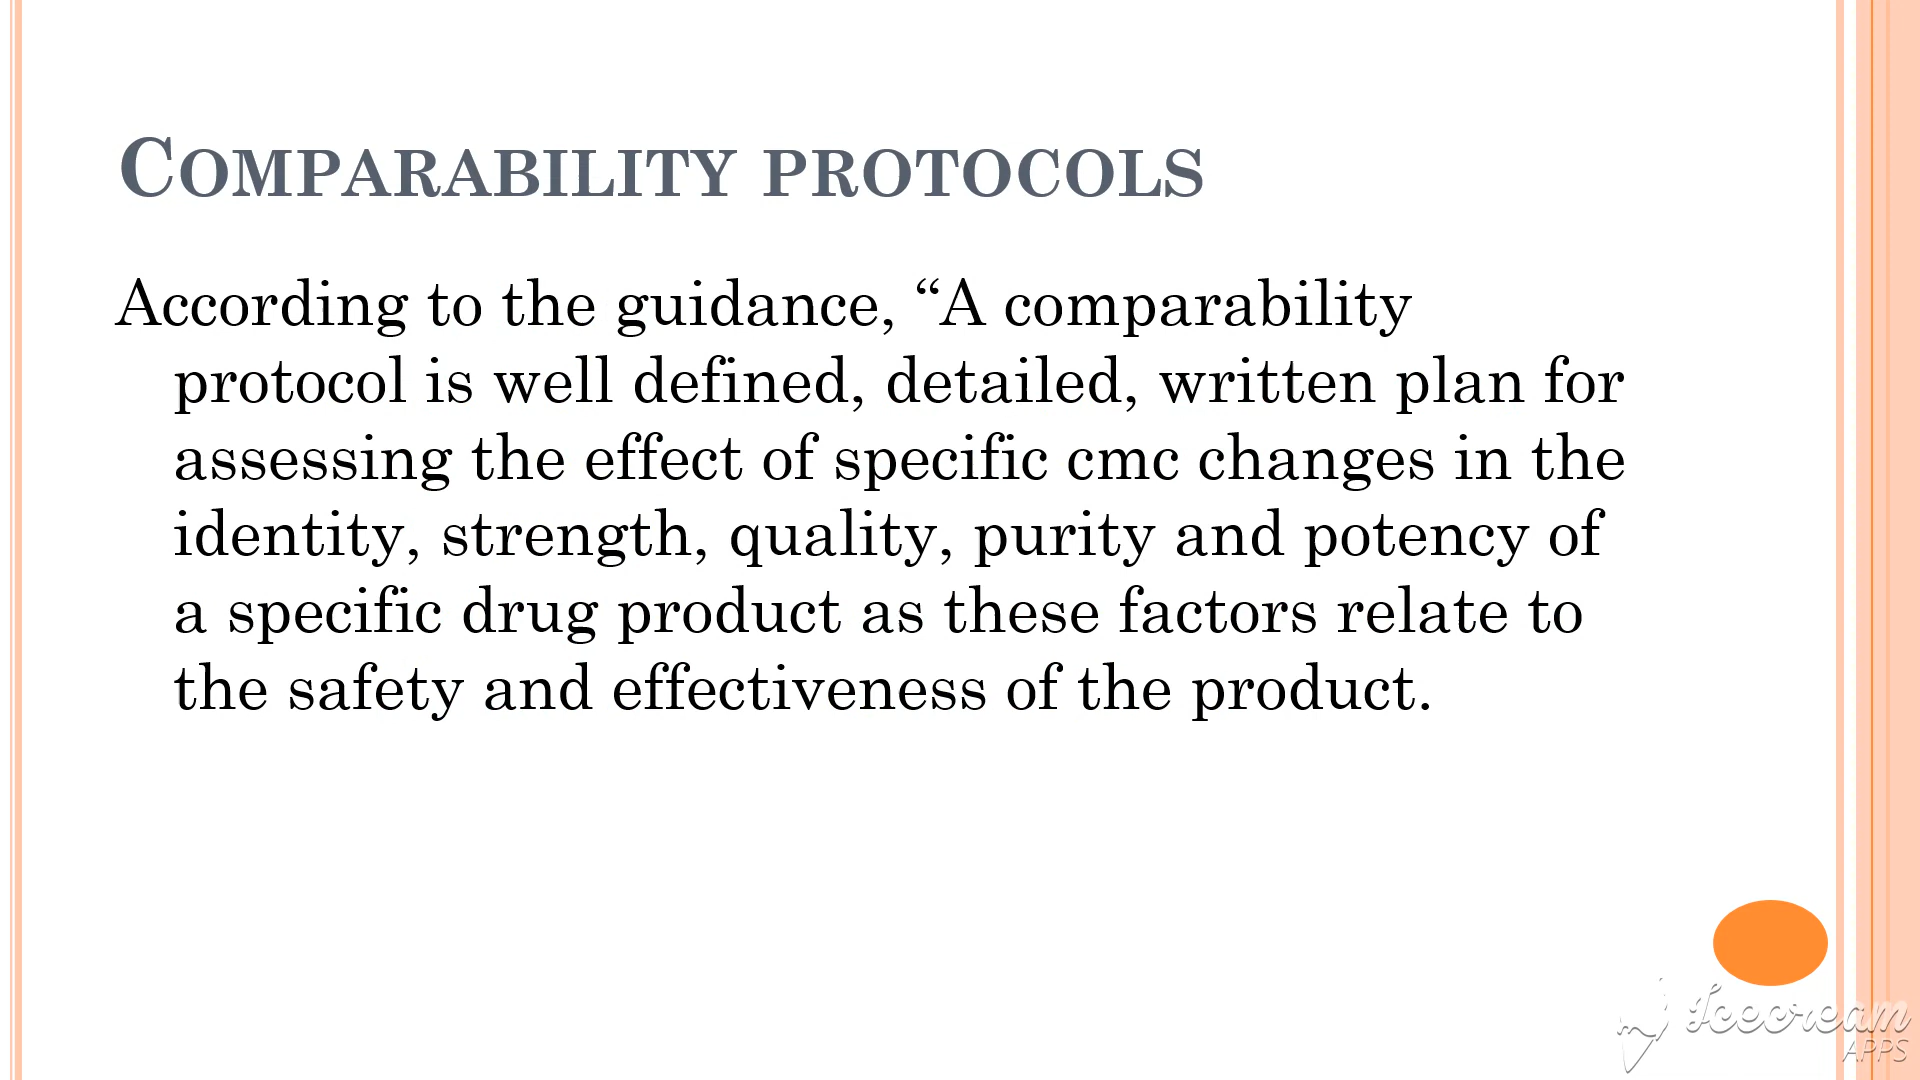 COMPARABILITY PROTOCOLS
According to the guidance, “A comparability
protocol is well defined, detailed, written plan for
assessing the effect of specific cmc changes in the
identity, strength, quality, purity and potency of
a specific drug product as these factors relate to
the safety and effectiveness of the product.
Icecream
APPS